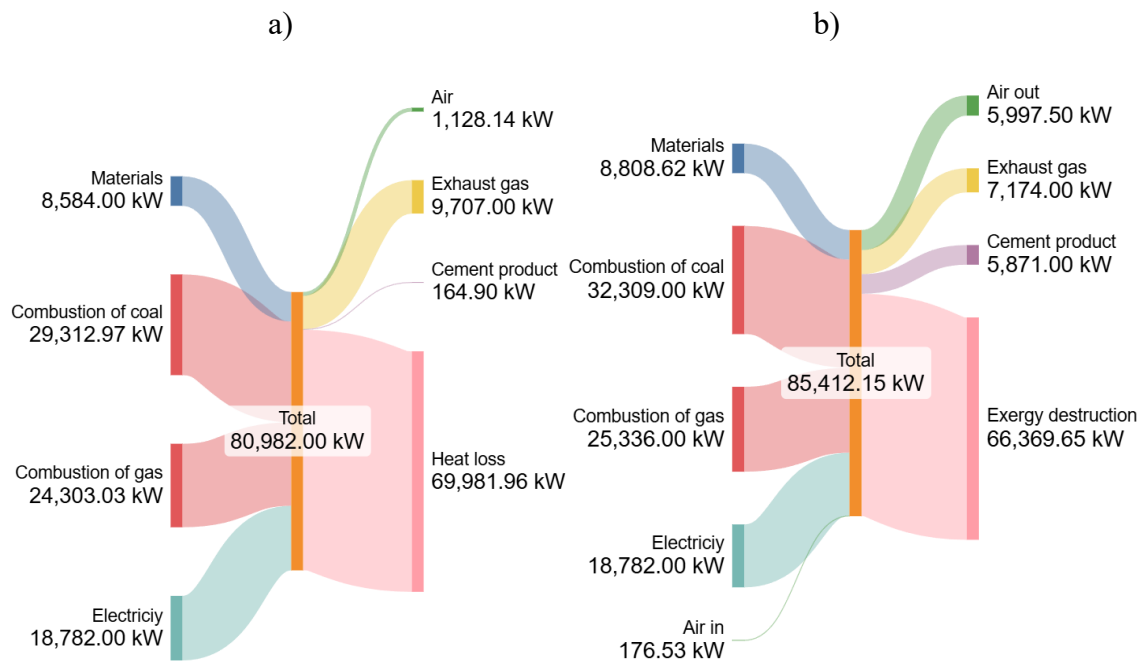 a)
Air
1,128.14 kW
Materials
8,584.00 kW
Exhaust gas
9,707.00 kW
Cement product
164.90 kW
Combustion of coal
29,312.97 kW
Total
80,982.00 kW
Combustion of gas
24,303.03 kW
Heat loss
69,981.96 kW
Electriciy
18,782.00 kW
b)
Air out
5,997.50 kW
Materials
8,808.62 kW
Exhaust gas
7,174.00 kW
Cement product
5,871.00 kW
Combustion of coal
32,309.00 kW
Total
85,412.15 kW
Combustion of gas
25,336.00 kW
Exergy destruction
66,369.65 kW
Electriciy
18,782.00 kW
Air in
176.53 kW